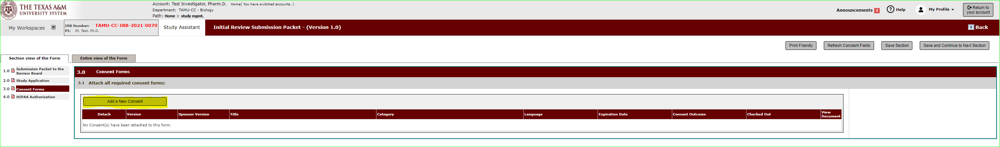 THE TEXAS A&M
UNIVERSITY SYSTEM
Account: Test Investigator, Pharm.D. Home( You have switched accounts. )
Department: TAMU-CC - Biology
Path: Home > study mgmt.
Announcements 3
? Help
My Profile
Return to
your account
My Workspaces
IRB Number: TAMU-CC-IRB-2021-0070
PI: PI, Test, Ph.D.
Study Assistant
Initial Review Submission Packet - (Version 1.0)
Back
Print Friendly
Refresh Constant Fields
Save Section
Save and Continue to Next Section
Section view of the Form
Entire view of the Form
1.0 Submission Packet to the
Review Board
2.0 Study Application
3.0 Consent Forms
4.0 HIPAA Authorization
3.0 Consent Forms
3.1 Attach all required consent forms:
Add a New Consent
Detach Version Sponsor Version Title Category Language Expiration Date Consent Outcome Checked Out View
Document
No Consent(s) have been attached to this form.